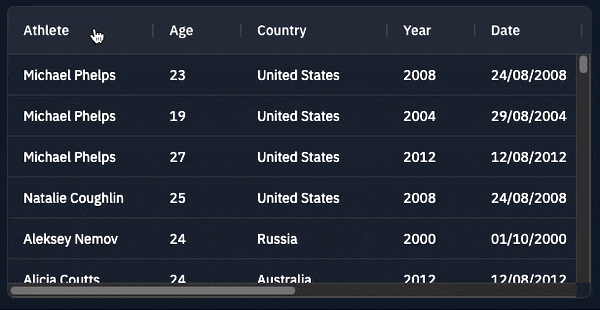 Athlete Age Country Year Date
Michael Phelps 23 United States 2008 24/08/2008
Michael Phelps 19 United States 2004 29/08/2004
Michael Phelps 27 United States 2012 12/08/2012
Natalie Coughlin 25 United States 2008 24/08/2008
Aleksey Nemov 24 Russia 2000 01/10/2000
Alicia Coutts 24 Australia 2012 12/08/2012